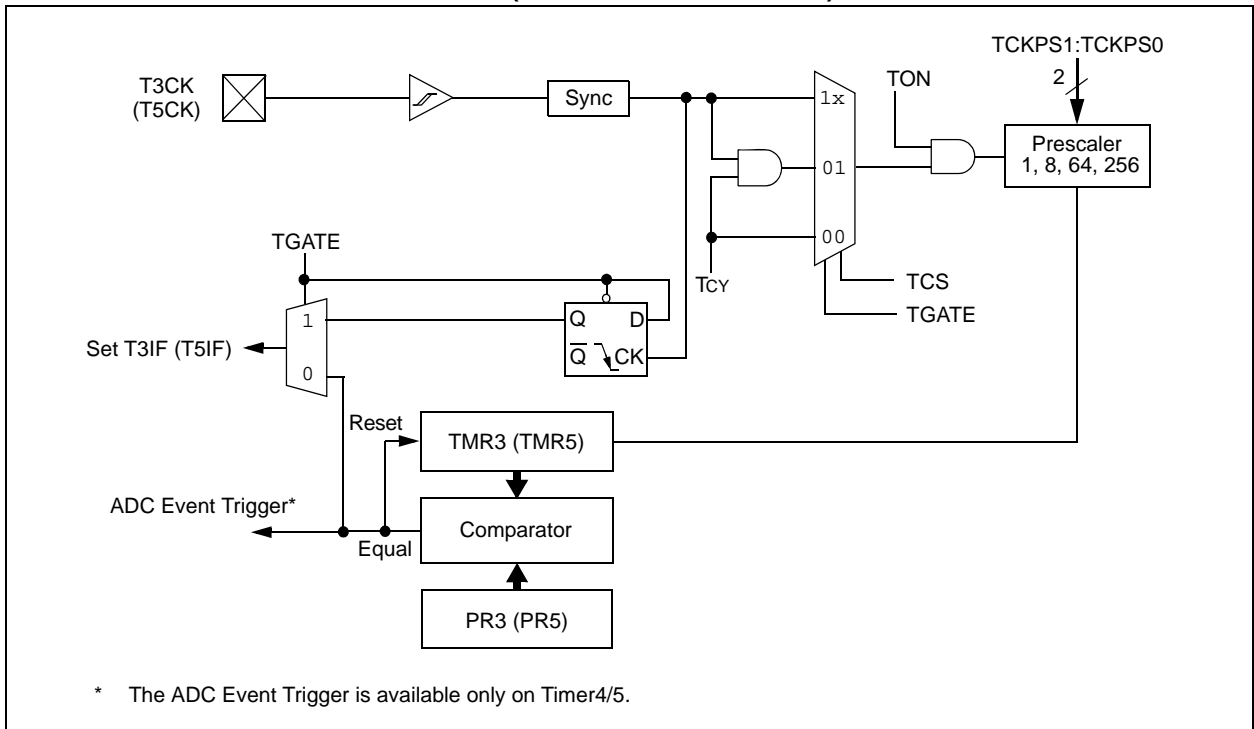 TCKPS1:TCKPS0
2
T3CK
(T5CK)
TON
Sync
1x
Prescaler
1, 8, 64, 256
01
00
TGATE
TCY
TCS
TGATE
1
Q
D
Set T3IF (T5IF)
Q
CK
0
Reset
TMR3 (TMR5)
ADC Event Trigger*
Comparator
Equal
PR3 (PR5)
* The ADC Event Trigger is available only on Timer4/5.